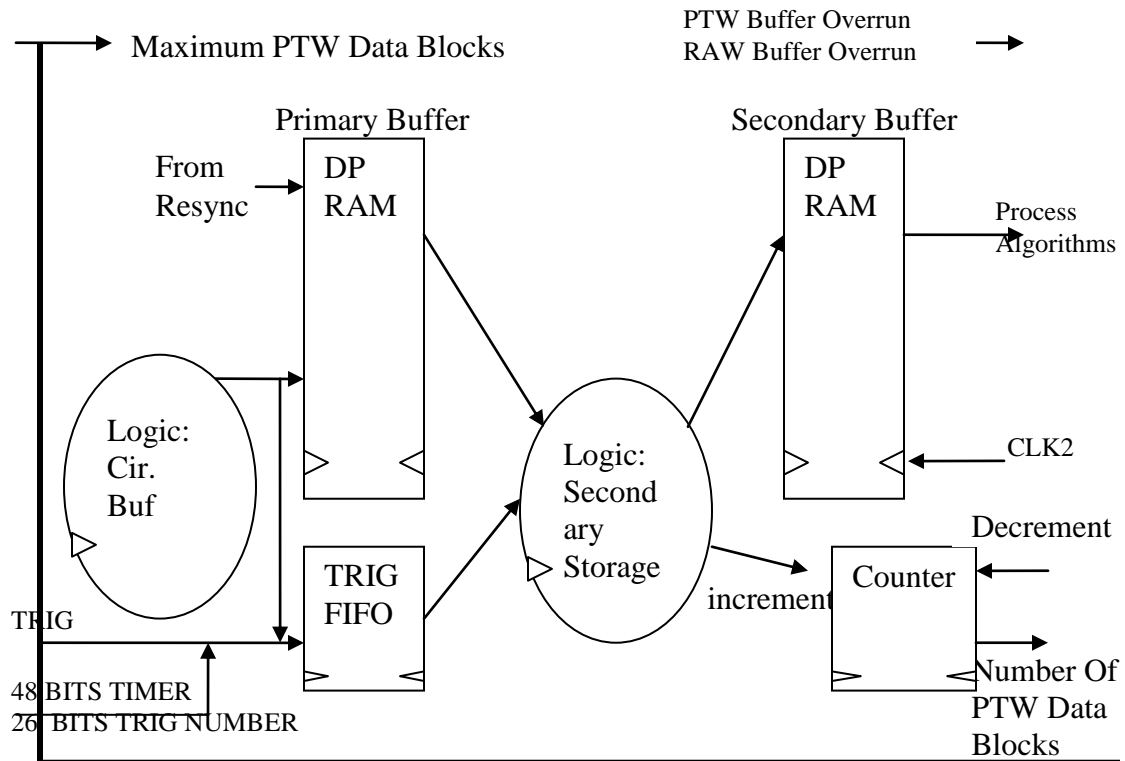 Maximum PTW Data Blocks
PTW Buffer Overrun
RAW Buffer Overrun
Primary Buffer
Secondary Buffer
From
Resync
DP
RAM
DP
RAM
Process
Algorithms
Logic:
Cir.
Buf
Logic:
Second
ary
Storage
CLK2
Decrement
TRIG
FIFO
Counter
increment
TRIG
48 BITS TIMER
26 BITS TRIG NUMBER
Number Of
PTW Data
Blocks